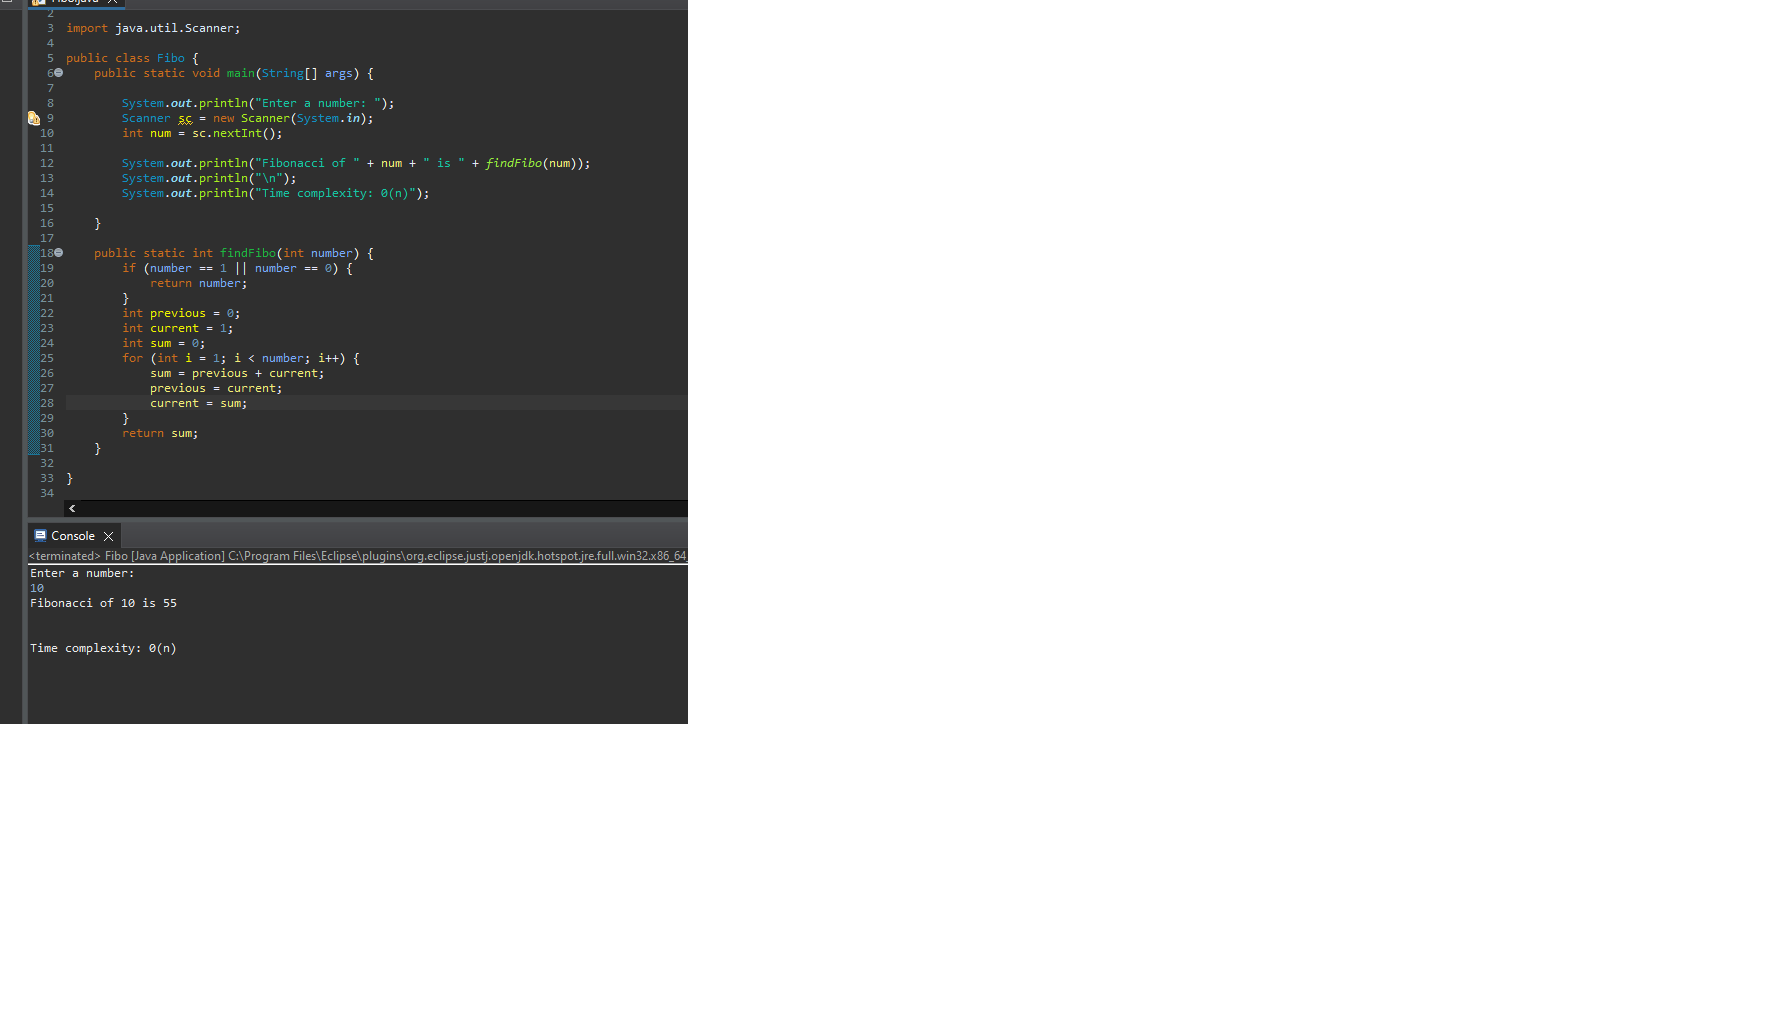 Fibo.java
2
3 import java.util.Scanner;
4
5 public class Fibo {
6 public static void main(String[] args) {
7
8 System.out.println("Enter a number: ");
9 Scanner sc = new Scanner(System.in);
10 int num = sc.nextInt();
11
12 System.out.println("Fibonacci of " + num + " is " + findFibo(num));
13 System.out.println("\n");
14 System.out.println("Time complexity: 0(n)");
15
16 }
17
18 public static int findFibo(int number) {
19 if (number == 1 || number == 0) {
20 return number;
21 }
22 int previous = 0;
23 int current = 1;
24 int sum = 0;
25 for (int i = 1; i < number; i++) {
26 sum = previous + current;
27 previous = current;
28 current = sum;
29 }
30 return sum;
31 }
32
33 }
34
Console
<terminated> Fibo [Java Application] C:\Program Files\Eclipse\plugins\org.eclipse.justj.openjdk.hotspot.jre.full.win32.x86_64
Enter a number:
10
Fibonacci of 10 is 55
Time complexity: 0(n)